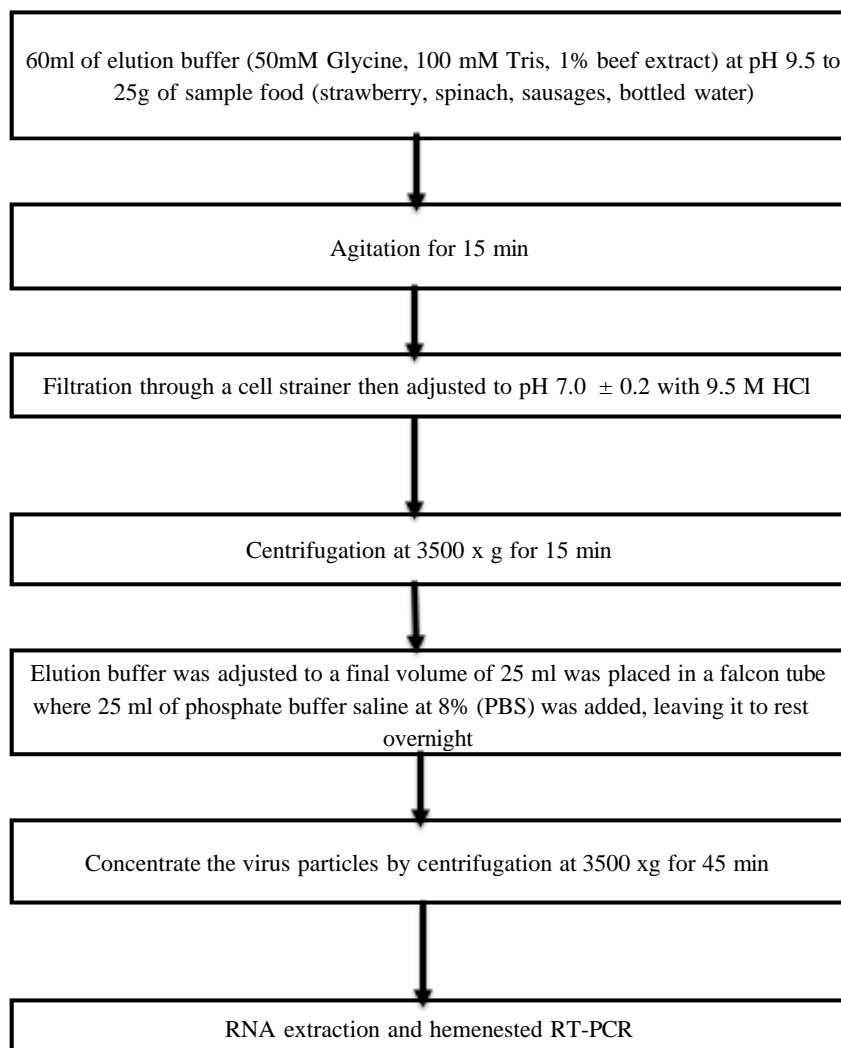 60ml of elution buffer (50mM Glycine, 100 mM Tris, 1% beef extract) at pH 9.5 to
25g of sample food (strawberry, spinach, sausages, bottled water)
Agitation for 15 min
Filtration through a cell strainer then adjusted to pH 7.0 ± 0.2 with 9.5 M HCl
Centrifugation at 3500 x g for 15 min
Elution buffer was adjusted to a final volume of 25 ml was placed in a falcon tube
where 25 ml of phosphate buffer saline at 8% (PBS) was added, leaving it to rest
overnight
Concentrate the virus particles by centrifugation at 3500 xg for 45 min
RNA extraction and hemenested RT-PCR